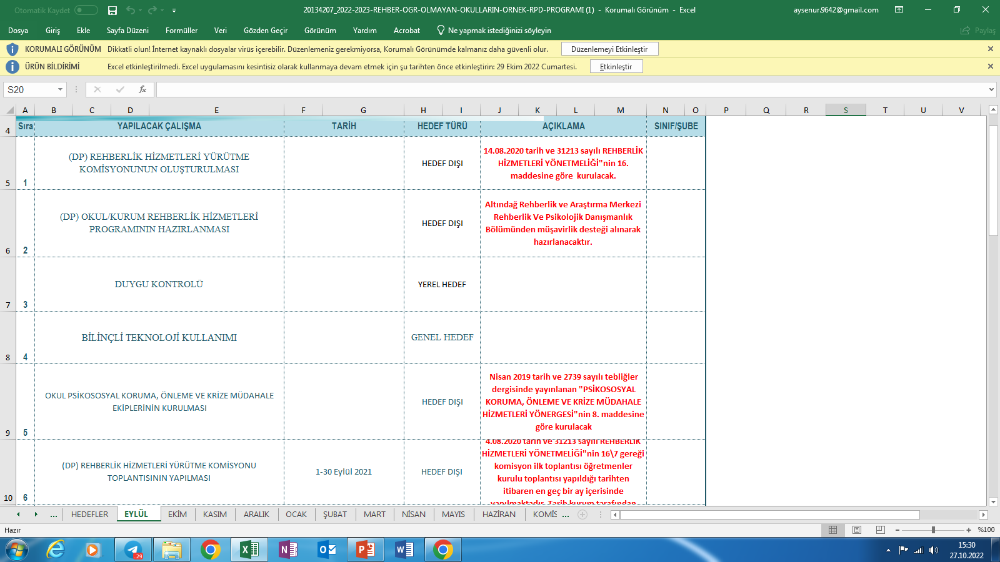 Otomatik Kaydet
20134207_2022-2023-REHBER-OGR-OLMAYAN-OKULLARIN-ORNEK-RPD-PROGRAMI (1) - Korumalı Görünüm - Excel
aysenur.9642@gmail.com
Dosya Giriş Ekle Sayfa Düzeni Formüller Veri Gözden Geçir Görünüm Yardım Acrobat Ne yapmak istediğinizi söyleyin Paylaş
KORUMALI GÖRÜNÜM Dikkatli olun! İnternet kaynaklı dosyalar virüs içerebilir. Düzenlemeniz gerekmiyorsa, Korumalı Görünümde kalmanız daha güvenli olur. Düzenlemeyi Etkinleştir
ÜRÜN BİLDİRİMİ Excel etkinleştirilmedi. Excel uygulamasını kesintisiz olarak kullanmaya devam etmek için şu tarihten önce etkinleştirin: 29 Ekim 2022 Cumartesi. Etkinleştir
S20 fx
A B C D E F G H I J K L M N O P Q R S T U V
4 Sıra YAPILACAK ÇALIŞMA TARİH HEDEF TÜRÜ AÇIKLAMA SINIF/ŞUBE
5 1
(DP) REHBERLİK HİZMETLERİ YÜRÜTME
KOMİSYONUNUN OLUŞTURULMASI
HEDEF DIŞI
14.08.2020 tarih ve 31213 sayılı REHBERLİK
HİZMETLERİ YÖNETMELİĞİ"nin 16.
maddesine göre kurulacak.
6 2
(DP) OKUL/KURUM REHBERLİK HİZMETLERİ
PROGRAMININ HAZIRLANMASI
HEDEF DIŞI
Altındağ Rehberlik ve Araştırma Merkezi
Rehberlik Ve Psikolojik Danışmanlık
Bölümünden müşavirlik desteği alınarak
hazırlanacaktır.
7 3
DUYGU KONTROLÜ
YEREL HEDEF
8 4
BİLİNÇLİ TEKNOLOJİ KULLANIMI
GENEL HEDEF
9 5
OKUL PSİKOSOSYAL KORUMA, ÖNLEME VE KRİZE MÜDAHALE
EKİPLERİNİN KURULMASI
HEDEF DIŞI
Nisan 2019 tarih ve 2739 sayılı tebliğler
dergisinde yayınlanan "PSİKOSOSYAL
KORUMA, ÖNLEME VE KRİZE MÜDAHALE
HİZMETLERİ YÖNERGESİ"nin 8. maddesine
göre kurulacak
10 6
(DP) REHBERLİK HİZMETLERİ YÜRÜTME KOMİSYONU
TOPLANTISININ YAPILMASI
1-30 Eylül 2021
HEDEF DIŞI
4.08.2020 tarih ve 31213 sayılı REHBERLİK
HİZMETLERİ YÖNETMELİĞİ"nin 16\7 gereği
komisyon ilk toplantısı öğretmenler
kurulu toplantısı yapıldığı tarihten
itibaren en geç bir ay içerisinde
yapılmaktadır. Tarih kurum tarafından
... HEDEFLER EYLÜL EKİM KASIM ARALIK OCAK ŞUBAT MART NİSAN MAYIS HAZİRAN KOMİS ...
Hazır %100
.29
15:30
27.10.2022